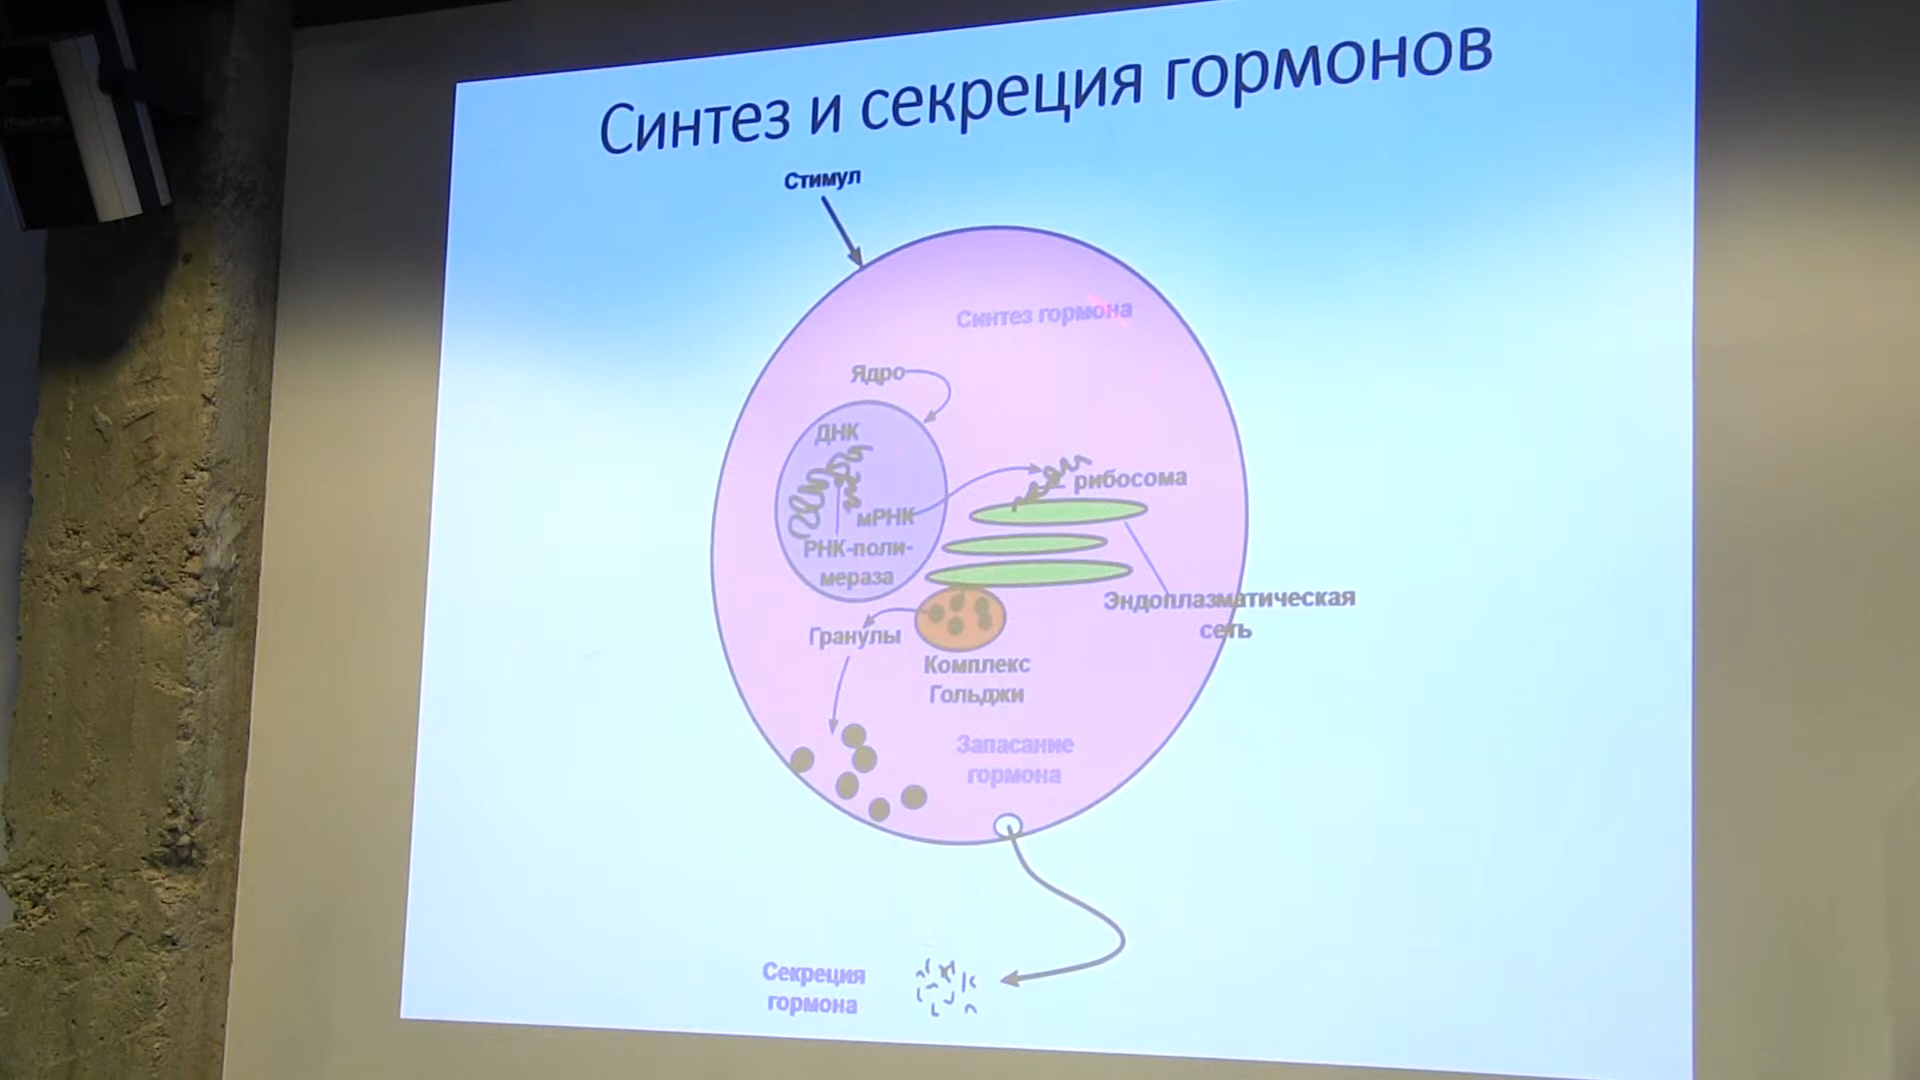 Синтез и секреция гормонов
Стимул
Синтез гормона
Ядро
ДНК
рибосома
мРНК
РНК-поли-
мераза
Эндоплазматическая
сеть
Гранулы
Комплекс
Гольджи
Запасание
гормона
Секреция
гормона